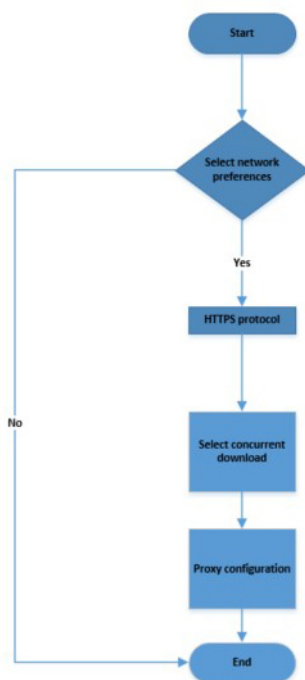 Start
Select network
preferences
Yes
HTTPS protocol
No
Select concurrent
download
Proxy configuration
End